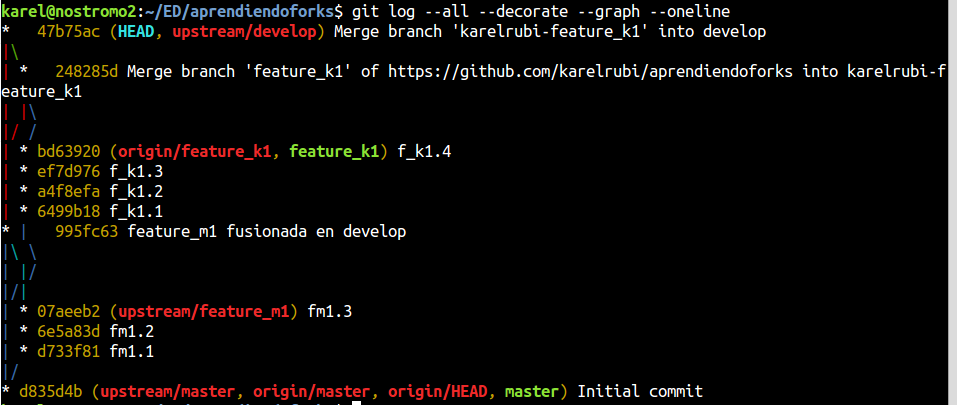 karel@nostromo2:~/ED/aprendiendoforks$ git log --all --decorate --graph --oneline
*   47b75ac (HEAD, upstream/develop) Merge branch 'karelrubi-feature_k1' into develop
|\
| *   248285d Merge branch 'feature_k1' of https://github.com/karelrubi/aprendiendoforks into karelrubi-f
eature_k1
| |\
|/ /
| * bd63920 (origin/feature_k1, feature_k1) f_k1.4
| * ef7d976 f_k1.3
| * a4f8efa f_k1.2
| * 6499b18 f_k1.1
* |   995fc63 feature_m1 fusionada en develop
|\ \
| |/
|/|
| * 07aeeb2 (upstream/feature_m1) fm1.3
| * 6e5a83d fm1.2
| * d733f81 fm1.1
|/
* d835d4b (upstream/master, origin/master, origin/HEAD, master) Initial commit